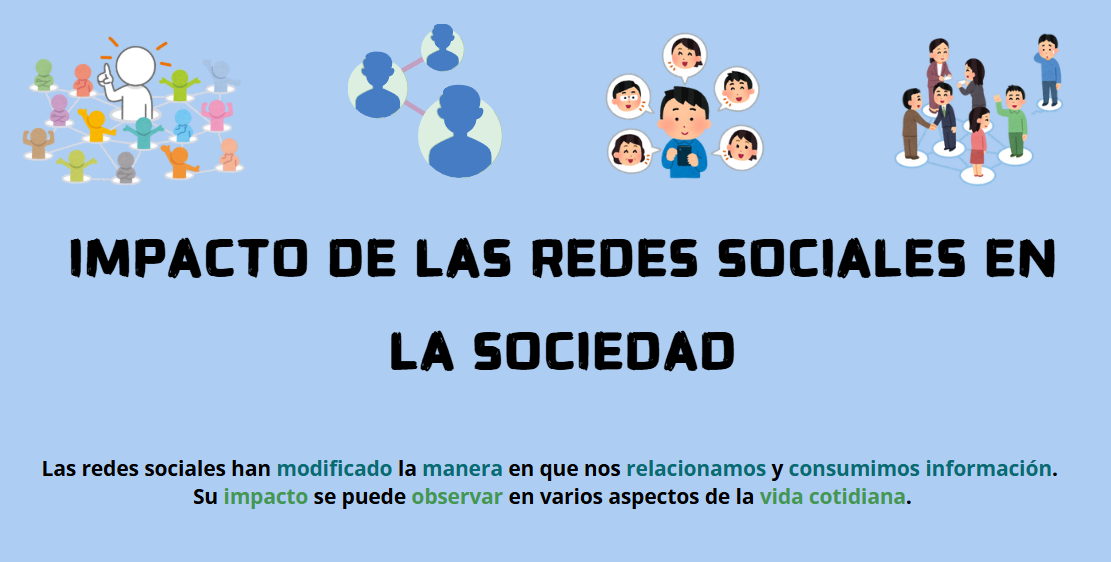 IMPACTO DE LAS REDES SOCIALES EN
LA SOCIEDAD
Las redes sociales han modificado la manera en que nos relacionamos y consumimos información.
Su impacto se puede observar en varios aspectos de la vida cotidiana.